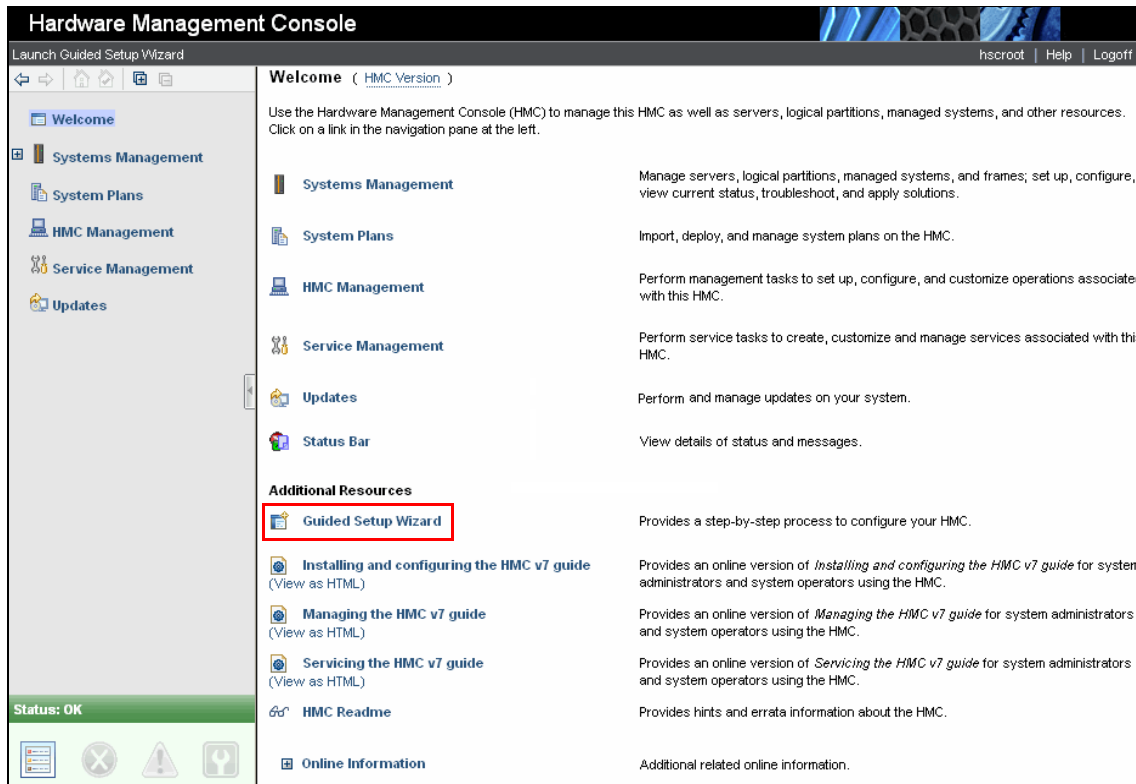 Hardware Management Console
Launch Guided Setup Wizard
hscroot | Help | Logoff
Welcome
Systems Management
System Plans
HMC Management
Service Management
Updates
Status: OK
Welcome ( HMC Version )
Use the Hardware Management Console (HMC) to manage this HMC as well as servers, logical partitions, managed systems, and other resources.
Click on a link in the navigation pane at the left.
Systems Management
Manage servers, logical partitions, managed systems, and frames; set up, configure,
view current status, troubleshoot, and apply solutions.
System Plans
Import, deploy, and manage system plans on the HMC.
HMC Management
Perform management tasks to set up, configure, and customize operations associate
with this HMC.
Service Management
Perform service tasks to create, customize and manage services associated with thi
HMC.
Updates
Perform and manage updates on your system.
Status Bar
View details of status and messages.
Additional Resources
Guided Setup Wizard
Provides a step-by-step process to configure your HMC.
Installing and configuring the HMC v7 guide
(View as HTML)
Provides an online version of Installing and configuring the HMC v7 guide for system
administrators and system operators using the HMC.
Managing the HMC v7 guide
(View as HTML)
Provides an online version of Managing the HMC v7 guide for system administrators
and system operators using the HMC.
Servicing the HMC v7 guide
(View as HTML)
Provides an online version of Servicing the HMC v7 guide for system administrators
and system operators using the HMC.
HMC Readme
Provides hints and errata information about the HMC.
Online Information
Additional related online information.